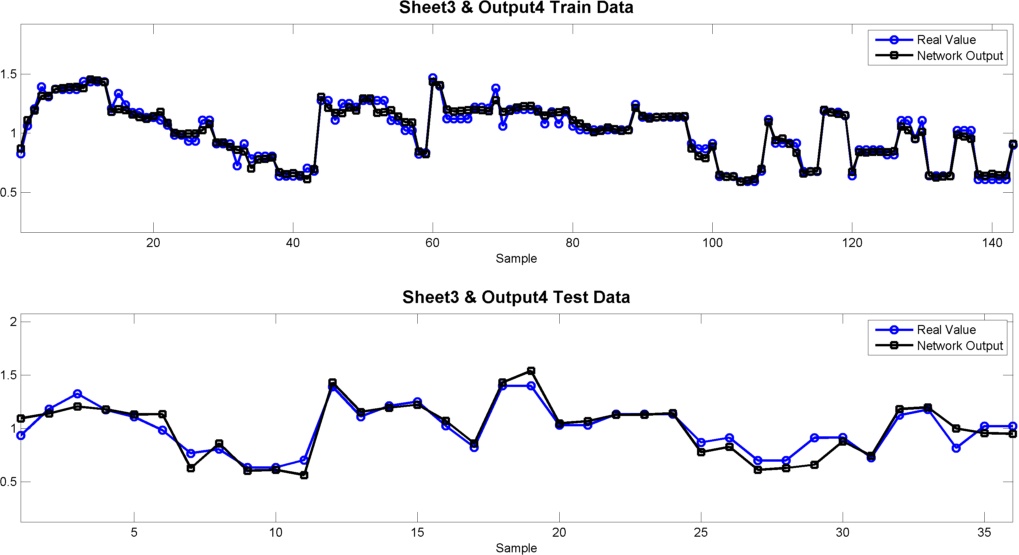 Sheet3 & Output4 Train Data
Real Value
Network Output
1.5
1
0.5
20 40 60 80 100 120 140
Sample
Sheet3 & Output4 Test Data
Real Value
Network Output
2
1.5
1
0.5
5 10 15 20 25 30 35
Sample